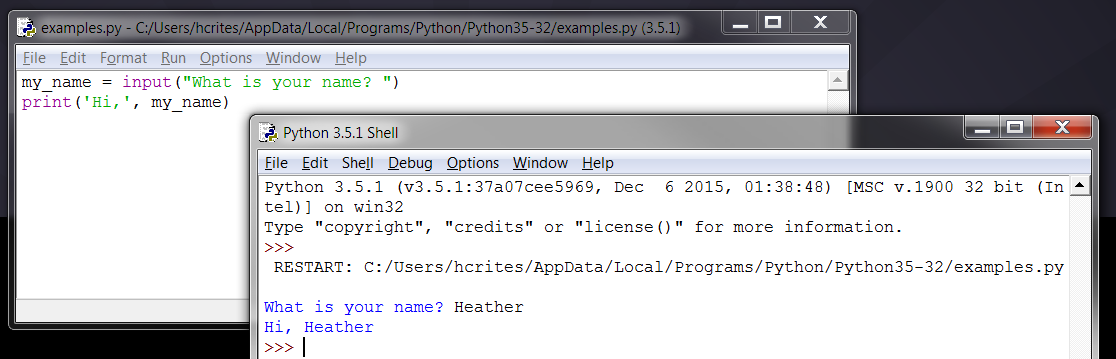 examples.py - C:/Users/hcrites/AppData/Local/Programs/Python/Python35-32/examples.py (3.5.1)
File Edit Format Run Options Window Help
my_name = input("What is your name? ")
print('Hi,', my_name)
Python 3.5.1 Shell
File Edit Shell Debug Options Window Help
Python 3.5.1 (v3.5.1:37a07cee5969, Dec  6 2015, 01:38:48) [MSC v.1900 32 bit (In
tel)] on win32
Type "copyright", "credits" or "license()" for more information.
>>>
 RESTART: C:/Users/hcrites/AppData/Local/Programs/Python/Python35-32/examples.py
What is your name? Heather
Hi, Heather
>>>